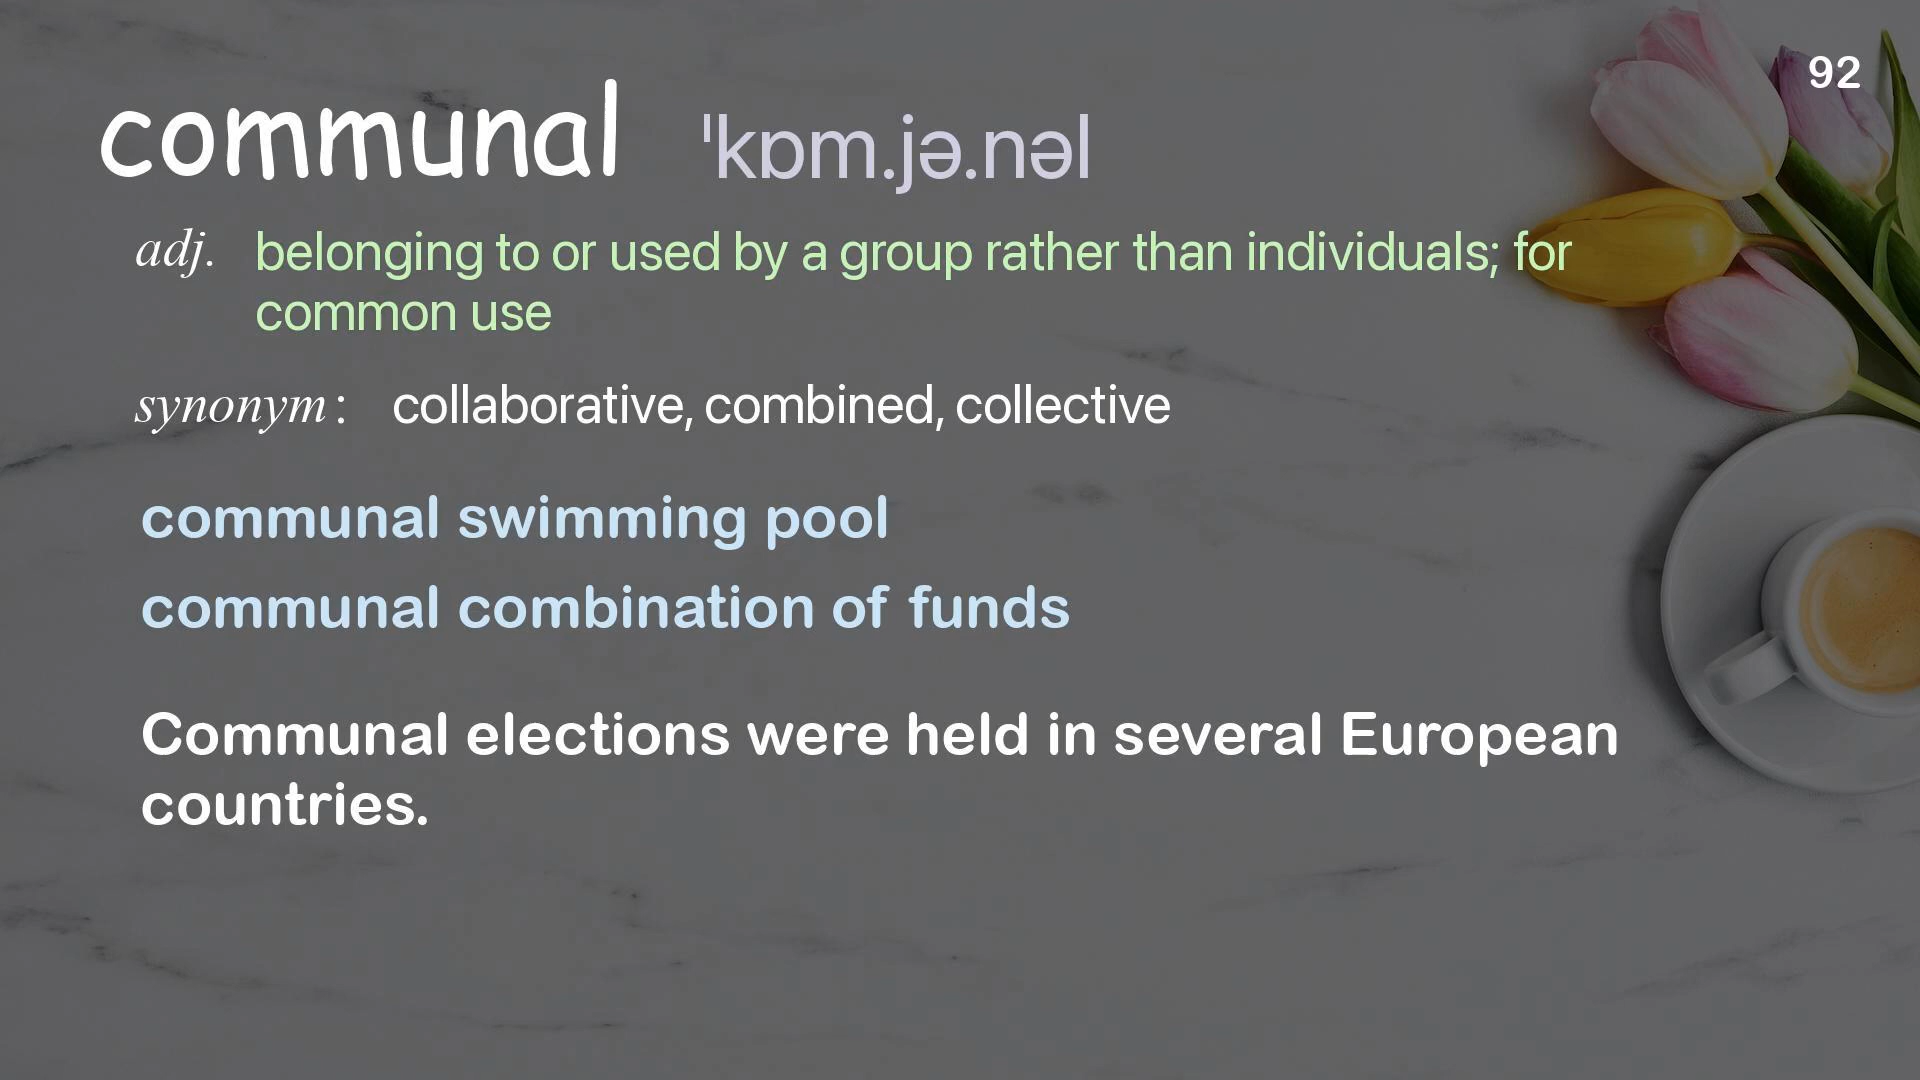 92
communal ˈkɒm.jə.nəl
adj. belonging to or used by a group rather than individuals; for
common use
synonym: collaborative, combined, collective
communal swimming pool
communal combination of funds
Communal elections were held in several European
countries.